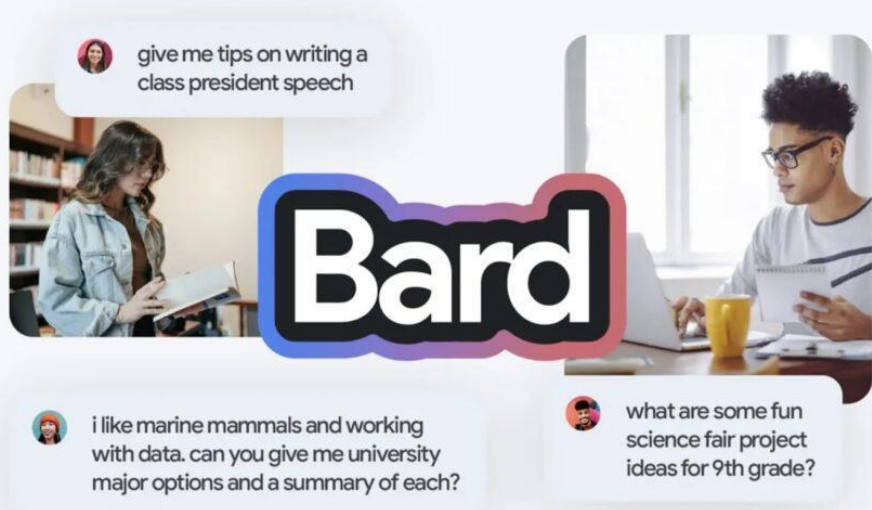 give me tips on writing a
class president speech
Bard
i like marine mammals and working
with data. can you give me university
major options and a summary of each?
what are some fun
science fair project
ideas for 9th grade?